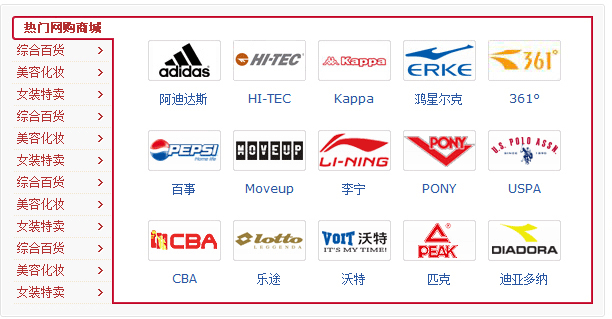 热门网购商城
综合百货
美容化妆
女装特卖
综合百货
美容化妆
女装特卖
综合百货
美容化妆
女装特卖
综合百货
美容化妆
女装特卖
adidas HI-TEC Kappa ERKE 361°
阿迪达斯 HI-TEC Kappa 鸿星尔克 361°
PEPSI Home life MOVEUP LI-NING PONY U.S. POLO ASSN. SINCE 1890
百事 Moveup 李宁 PONY USPA
CBA lotto LEGGENDA VOIT 沃特 IT'S MY TIME! PEAK DIADORA
CBA 乐途 沃特 匹克 迪亚多纳